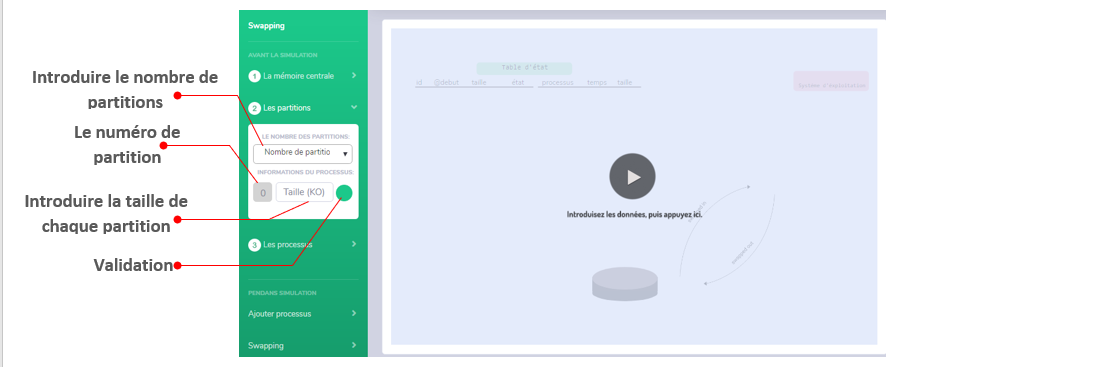 Introduire le nombre de
partitions
Le numéro de
partition
Introduire la taille de
chaque partition
Validation
Swapping
AVANT LA SIMULATION
1 La mémoire centrale
2 Les partitions
LE NOMBRE DES PARTITIONS:
Nombre de partitio
INFORMATIONS DU PROCESSUS:
0 Taille (KO)
3 Les processus
PENDANS SIMULATION
Ajouter processus
Swapping
Table d'état
id @debut taille état processus temps taille
Système d'exploitation
Introduisez les données, puis appuyez ici.